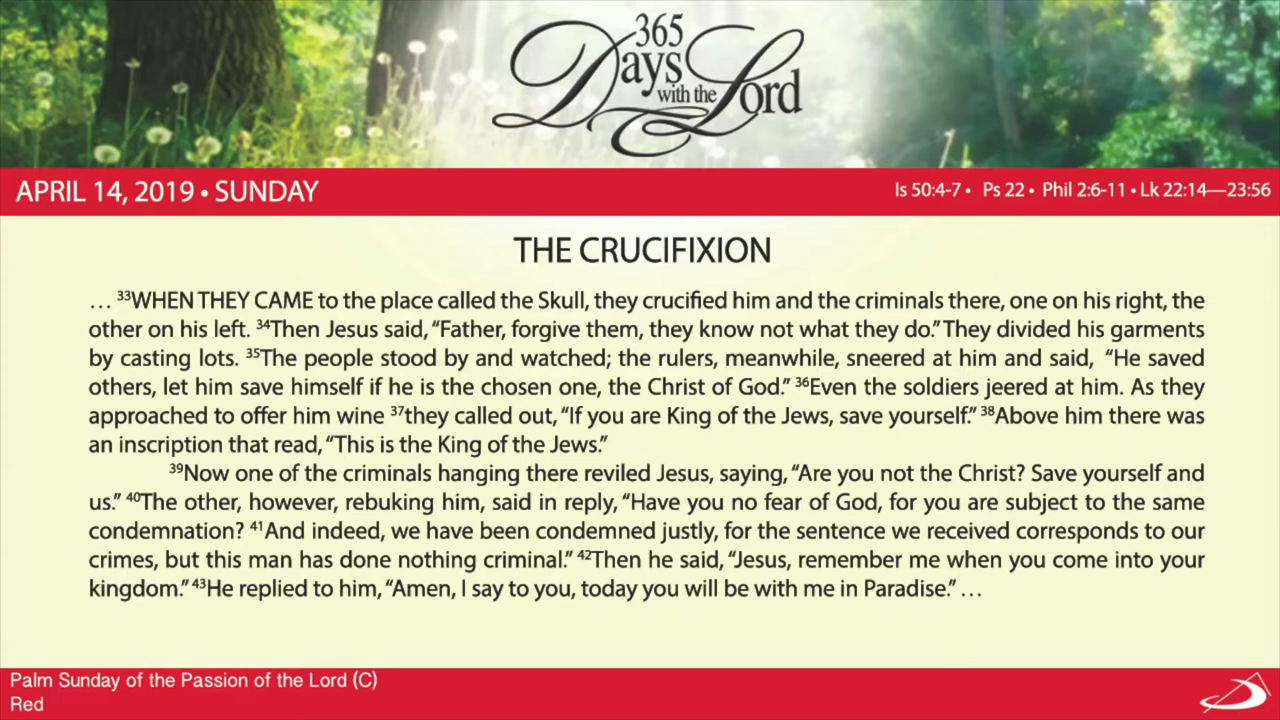 365
Days
with the Lord
APRIL 14, 2019 • SUNDAY
Is 50:4-7 • Ps 22 • Phil 2:6-11 • Lk 22:14—23:56
THE CRUCIFIXION
… ³³WHEN THEY CAME to the place called the Skull, they crucified him and the criminals there, one on his right, the
other on his left. ³⁴Then Jesus said, “Father, forgive them, they know not what they do.” They divided his garments
by casting lots. ³⁵The people stood by and watched; the rulers, meanwhile, sneered at him and said, “He saved
others, let him save himself if he is the chosen one, the Christ of God.” ³⁶Even the soldiers jeered at him. As they
approached to offer him wine ³⁷they called out, “If you are King of the Jews, save yourself.” ³⁸Above him there was
an inscription that read, “This is the King of the Jews.”
³⁹Now one of the criminals hanging there reviled Jesus, saying, “Are you not the Christ? Save yourself and
us.” ⁴⁰The other, however, rebuking him, said in reply, “Have you no fear of God, for you are subject to the same
condemnation? ⁴¹And indeed, we have been condemned justly, for the sentence we received corresponds to our
crimes, but this man has done nothing criminal.” ⁴²Then he said, “Jesus, remember me when you come into your
kingdom.” ⁴³He replied to him, “Amen, I say to you, today you will be with me in Paradise.” …
Palm Sunday of the Passion of the Lord (C)
Red